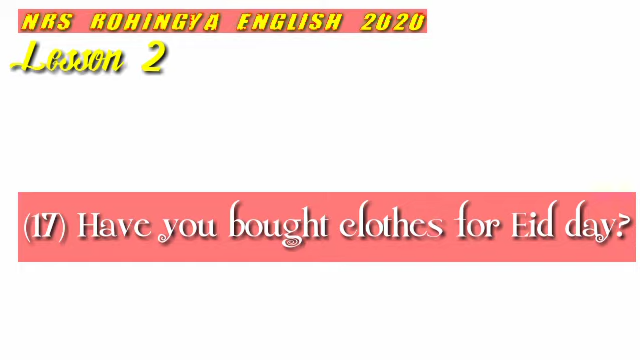 NRS ROHINGYA ENGLISH 2020
Lesson 2
(17) Have you bought clothes for Eid day?